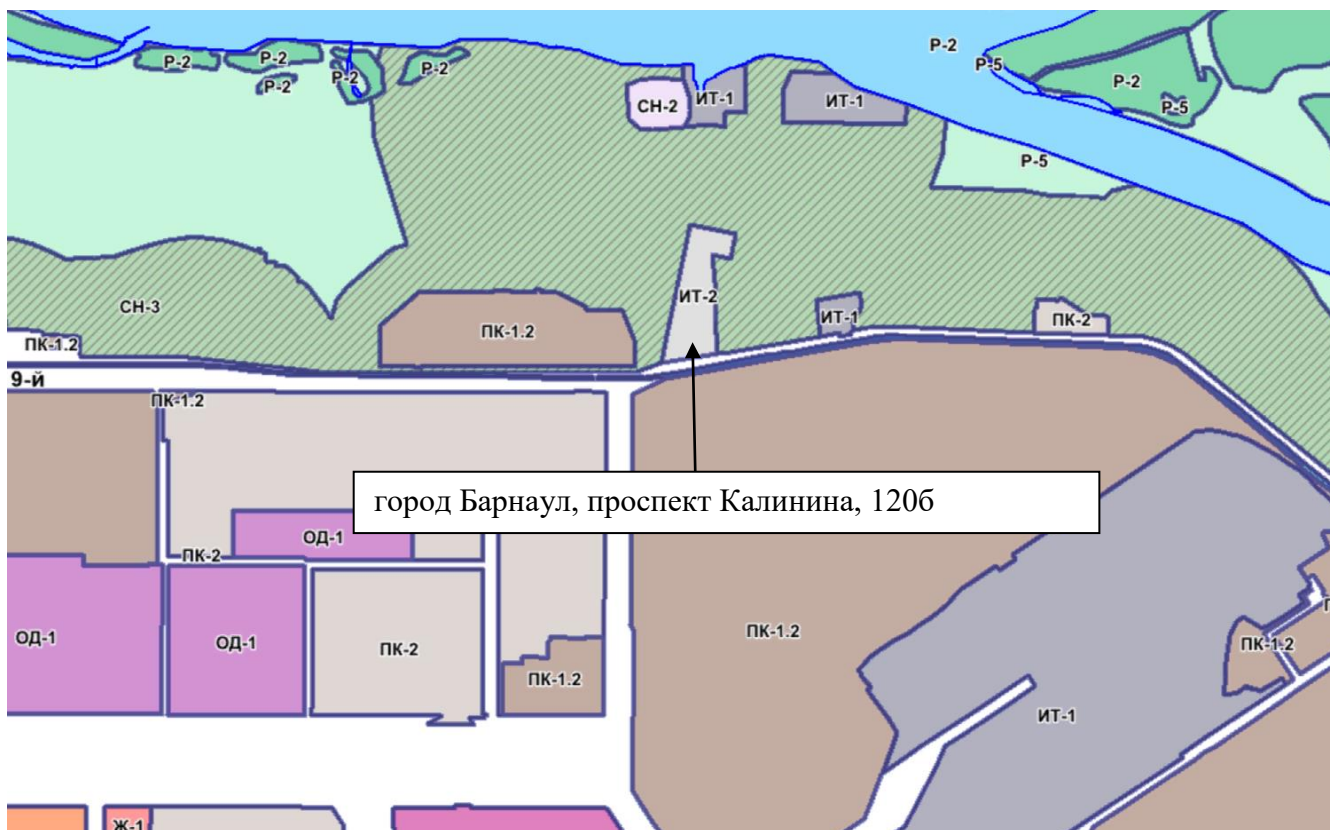 Р-2
Р-2
Р-2
Р-2
Р-2
Р-2
Р-5
Р-2
Р-5
СН-2
ИТ-1
ИТ-1
Р-5
СН-3
ИТ-2
ПК-1.2
ИТ-1
ПК-2
ПК-1.2
9-й
ПК-1.2
город Барнаул, проспект Калинина, 120б
ОД-1
ПК-2
ОД-1
ОД-1
ПК-2
ПК-1.2
ПК-1.2
ПК-1.2
ИТ-1
Ж-1